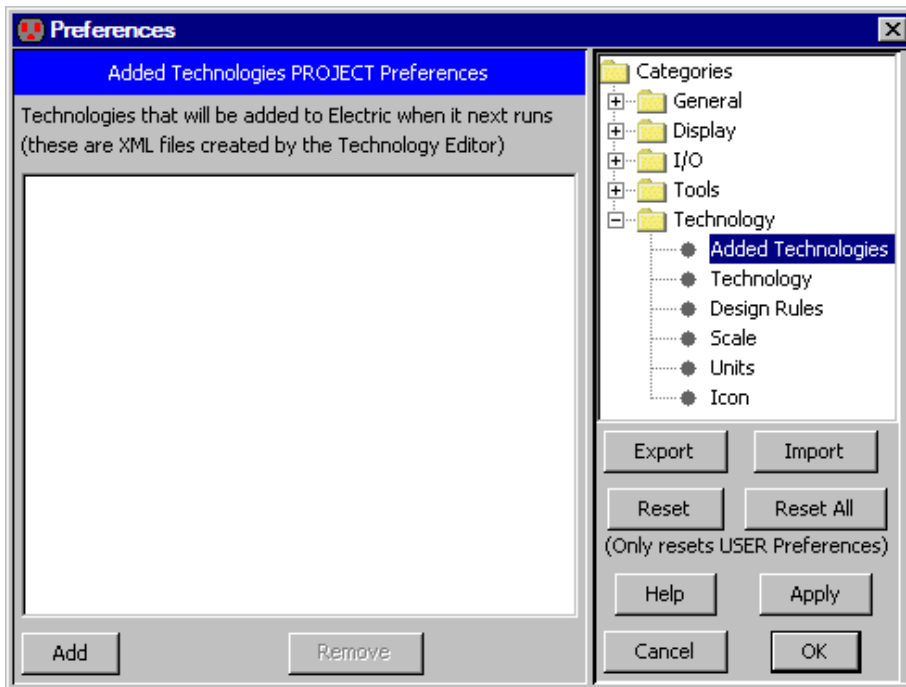 Preferences
Added Technologies PROJECT Preferences
Technologies that will be added to Electric when it next runs
(these are XML files created by the Technology Editor)
Add
Remove
Categories
General
Display
I/O
Tools
Technology
Added Technologies
Technology
Design Rules
Scale
Units
Icon
Export Import
Reset Reset All
(Only resets USER Preferences)
Help Apply
Cancel OK